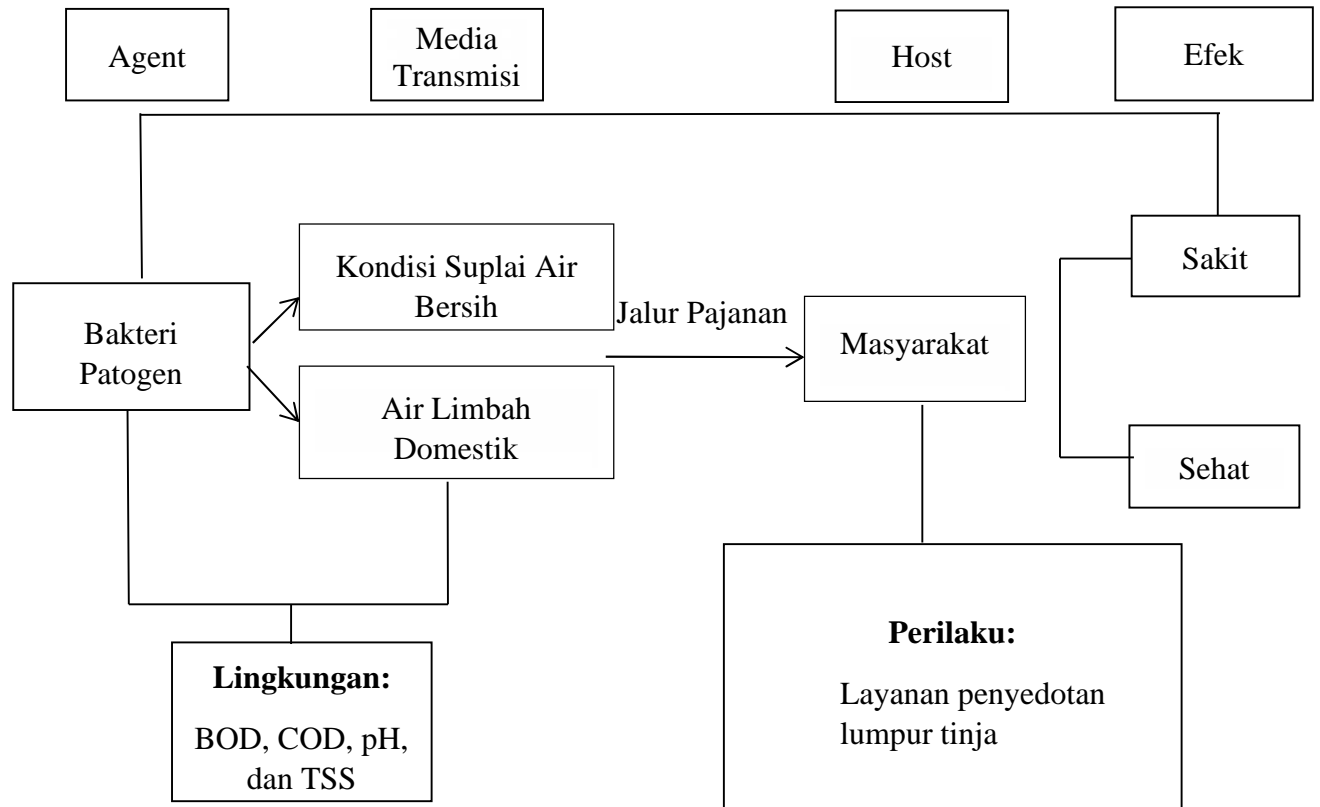 Agent
Media
Transmisi
Host
Efek
Kondisi Suplai Air
Bersih
Sakit
Jalur Pajanan
Bakteri
Patogen
Masyarakat
Air Limbah
Domestik
Sehat
Perilaku:
Layanan penyedotan
lumpur tinja
Lingkungan:
BOD, COD, pH,
dan TSS